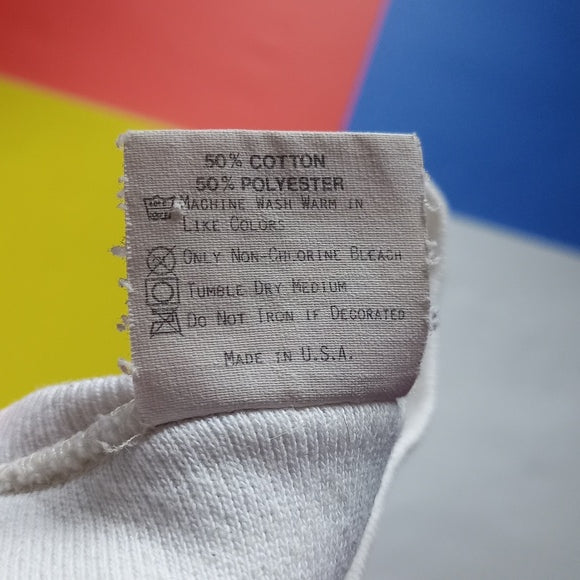 50% COTTON
50% POLYESTER
MACHINE WASH WARM IN
LIKE COLORS
ONLY NON-CHLORINE BLEACH
TUMBLE DRY MEDIUM
DO NOT IRON IF DECORATED
MADE IN U.S.A.